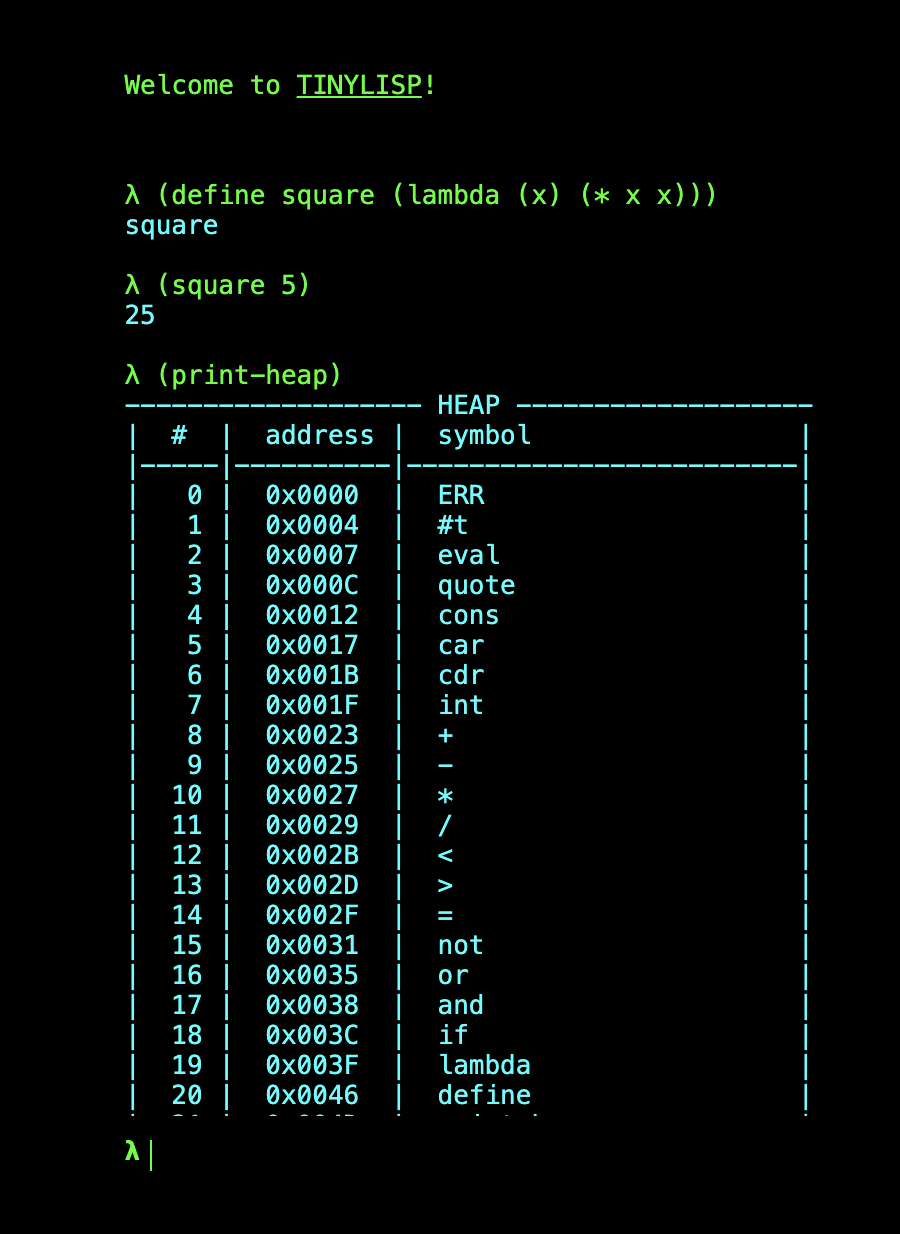 Welcome to TINYLISP!
λ (define square (lambda (x) (* x x)))
square
λ (square 5)
25
λ (print-heap)
------------------- HEAP -------------------
|  #  |  address |  symbol                 |
|-----|----------|-------------------------|
|   0 |  0x0000  |  ERR                    |
|   1 |  0x0004  |  #t                     |
|   2 |  0x0007  |  eval                   |
|   3 |  0x000C  |  quote                  |
|   4 |  0x0012  |  cons                   |
|   5 |  0x0017  |  car                    |
|   6 |  0x001B  |  cdr                    |
|   7 |  0x001F  |  int                    |
|   8 |  0x0023  |  +                      |
|   9 |  0x0025  |  -                      |
|  10 |  0x0027  |  *                      |
|  11 |  0x0029  |  /                      |
|  12 |  0x002B  |  <                      |
|  13 |  0x002D  |  >                      |
|  14 |  0x002F  |  =                      |
|  15 |  0x0031  |  not                    |
|  16 |  0x0035  |  or                     |
|  17 |  0x0038  |  and                    |
|  18 |  0x003C  |  if                     |
|  19 |  0x003F  |  lambda                 |
|  20 |  0x0046  |  define                 |
λ